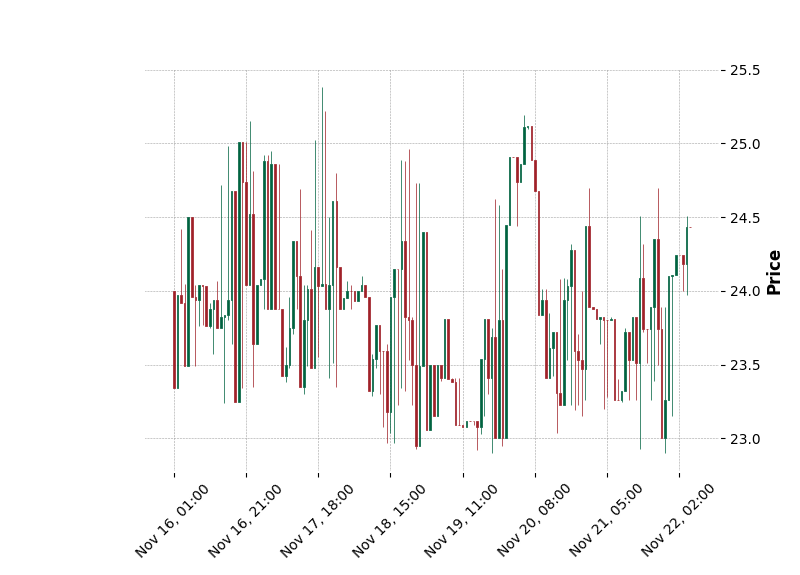 25.5
25.0
24.5
24.0
23.5
23.0
Price
Nov 16, 01:00
Nov 16, 21:00
Nov 17, 18:00
Nov 18, 15:00
Nov 19, 11:00
Nov 20, 08:00
Nov 21, 05:00
Nov 22, 02:00